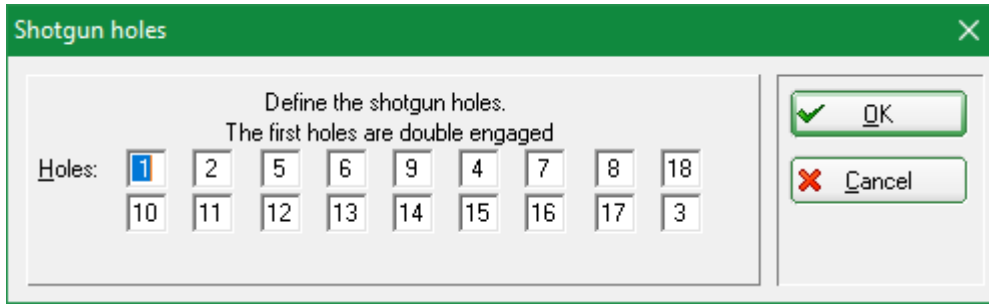 Shotgun holes
Define the shotgun holes.
The first holes are double engaged
Holes: 1 2 5 6 9 4 7 8 18
10 11 12 13 14 15 16 17 3
OK
Cancel